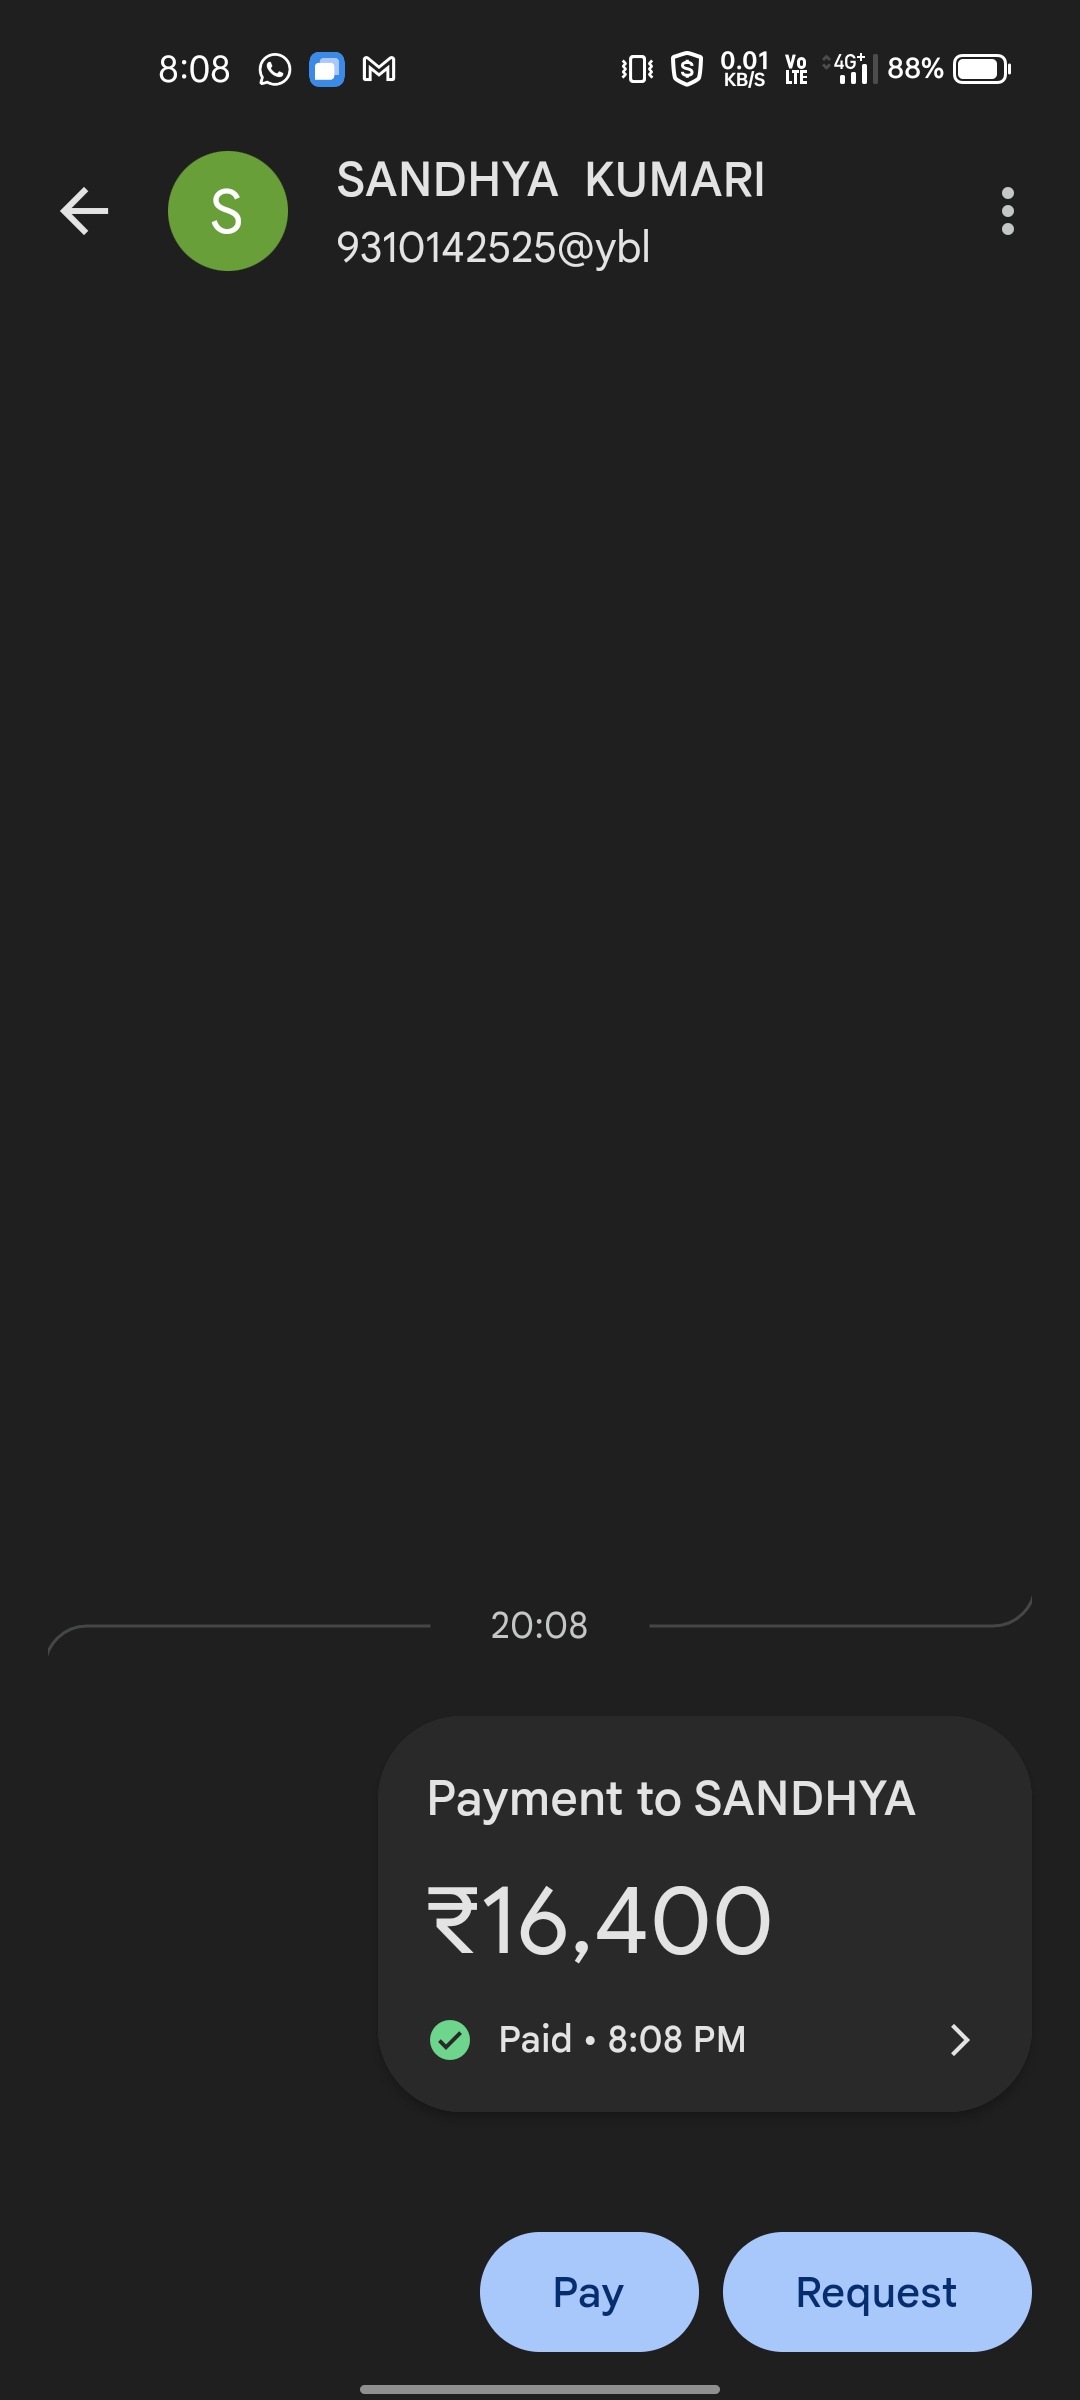 8:08 0.01 KB/S Vo LTE 4G+ 88%
S
SANDHYA  KUMARI
9310142525@ybl
20:08
Payment to SANDHYA
₹16,400
Paid • 8:08 PM
Pay Request